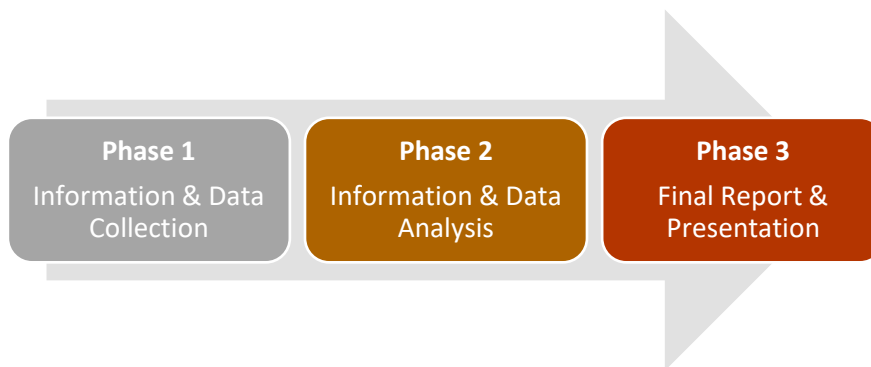 Phase 1
Information & Data
Collection
Phase 2
Information & Data
Analysis
Phase 3
Final Report &
Presentation